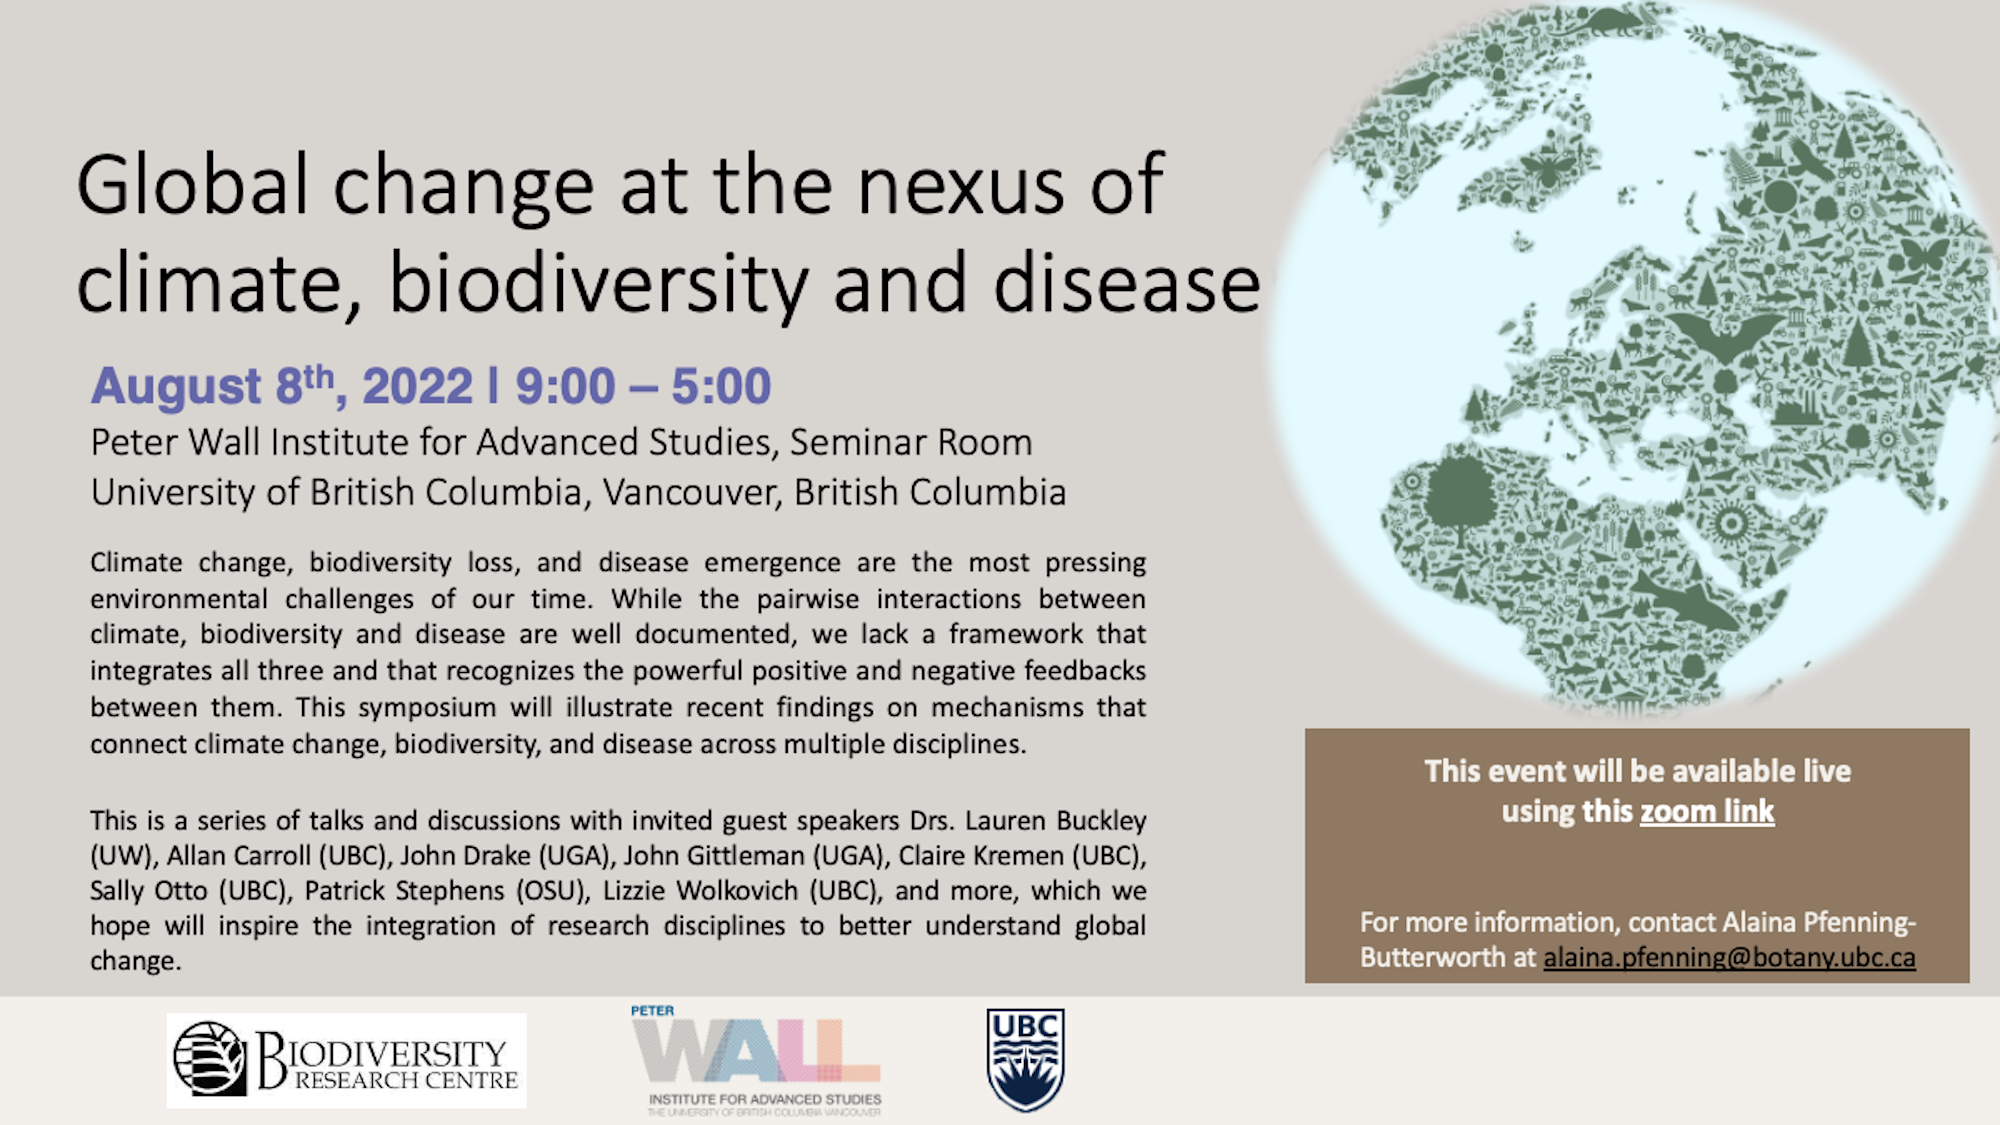 Global change at the nexus of
climate, biodiversity and disease
August 8th, 2022 | 9:00 – 5:00
Peter Wall Institute for Advanced Studies, Seminar Room
University of British Columbia, Vancouver, British Columbia
Climate change, biodiversity loss, and disease emergence are the most pressing
environmental challenges of our time. While the pairwise interactions between
climate, biodiversity and disease are well documented, we lack a framework that
integrates all three and that recognizes the powerful positive and negative feedbacks
between them. This symposium will illustrate recent findings on mechanisms that
connect climate change, biodiversity, and disease across multiple disciplines.
This is a series of talks and discussions with invited guest speakers Drs. Lauren Buckley
(UW), Allan Carroll (UBC), John Drake (UGA), John Gittleman (UGA), Claire Kremen (UBC),
Sally Otto (UBC), Patrick Stephens (OSU), Lizzie Wolkovich (UBC), and more, which we
hope will inspire the integration of research disciplines to better understand global
change.
This event will be available live
using this zoom link
For more information, contact Alaina Pfenning-
Butterworth at alaina.pfenning@botany.ubc.ca
BIODIVERSITY
RESEARCH CENTRE
PETER
WALL
INSTITUTE FOR ADVANCED STUDIES
THE UNIVERSITY OF BRITISH COLUMBIA VANCOUVER
UBC